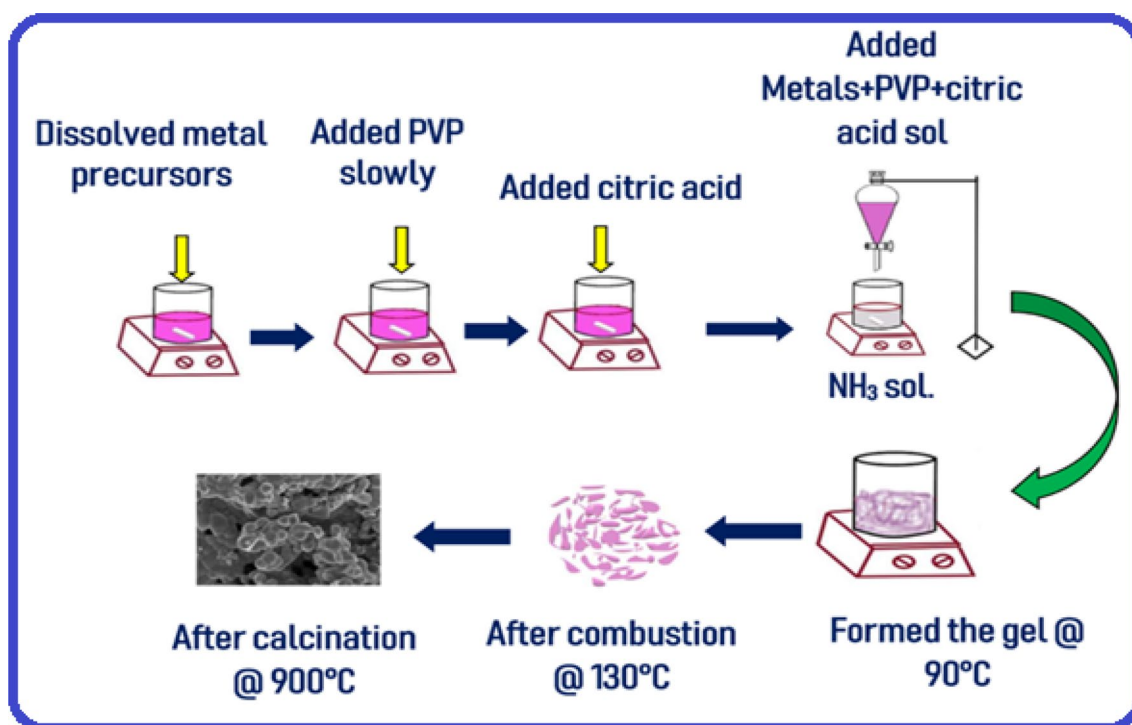 Dissolved metal
precursors
Added PVP
slowly
Added citric acid
Added
Metals+PVP+citric
acid sol
NH₃ sol.
Formed the gel @
90°C
After combustion
@ 130°C
After calcination
@ 900°C